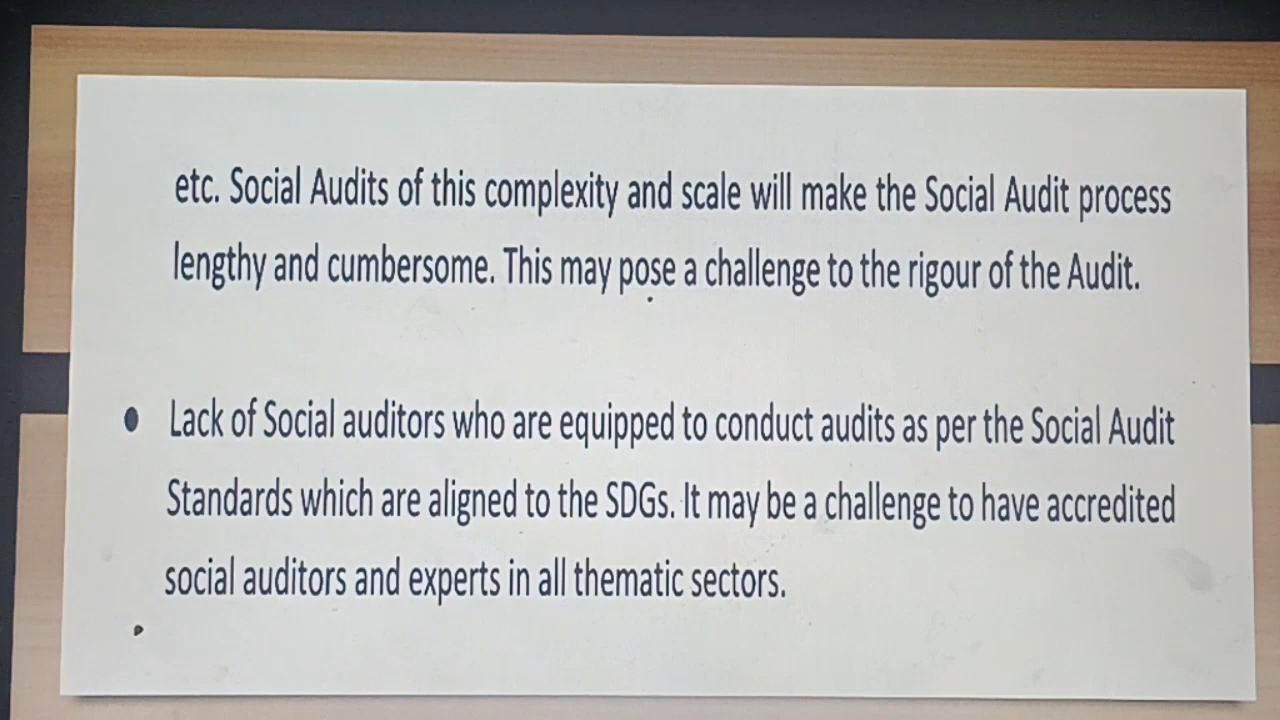 etc. Social Audits of this complexity and scale will make the Social Audit process
lengthy and cumbersome. This may pose a challenge to the rigour of the Audit.
● Lack of Social auditors who are equipped to conduct audits as per the Social Audit
Standards which are aligned to the SDGs. It may be a challenge to have accredited
social auditors and experts in all thematic sectors.